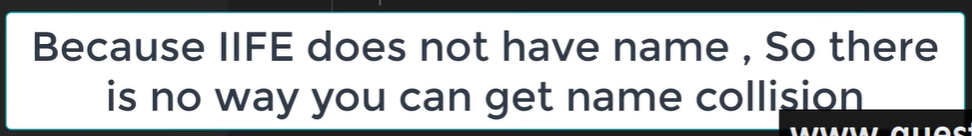 Because IIFE does not have name , So there
is no way you can get name collision